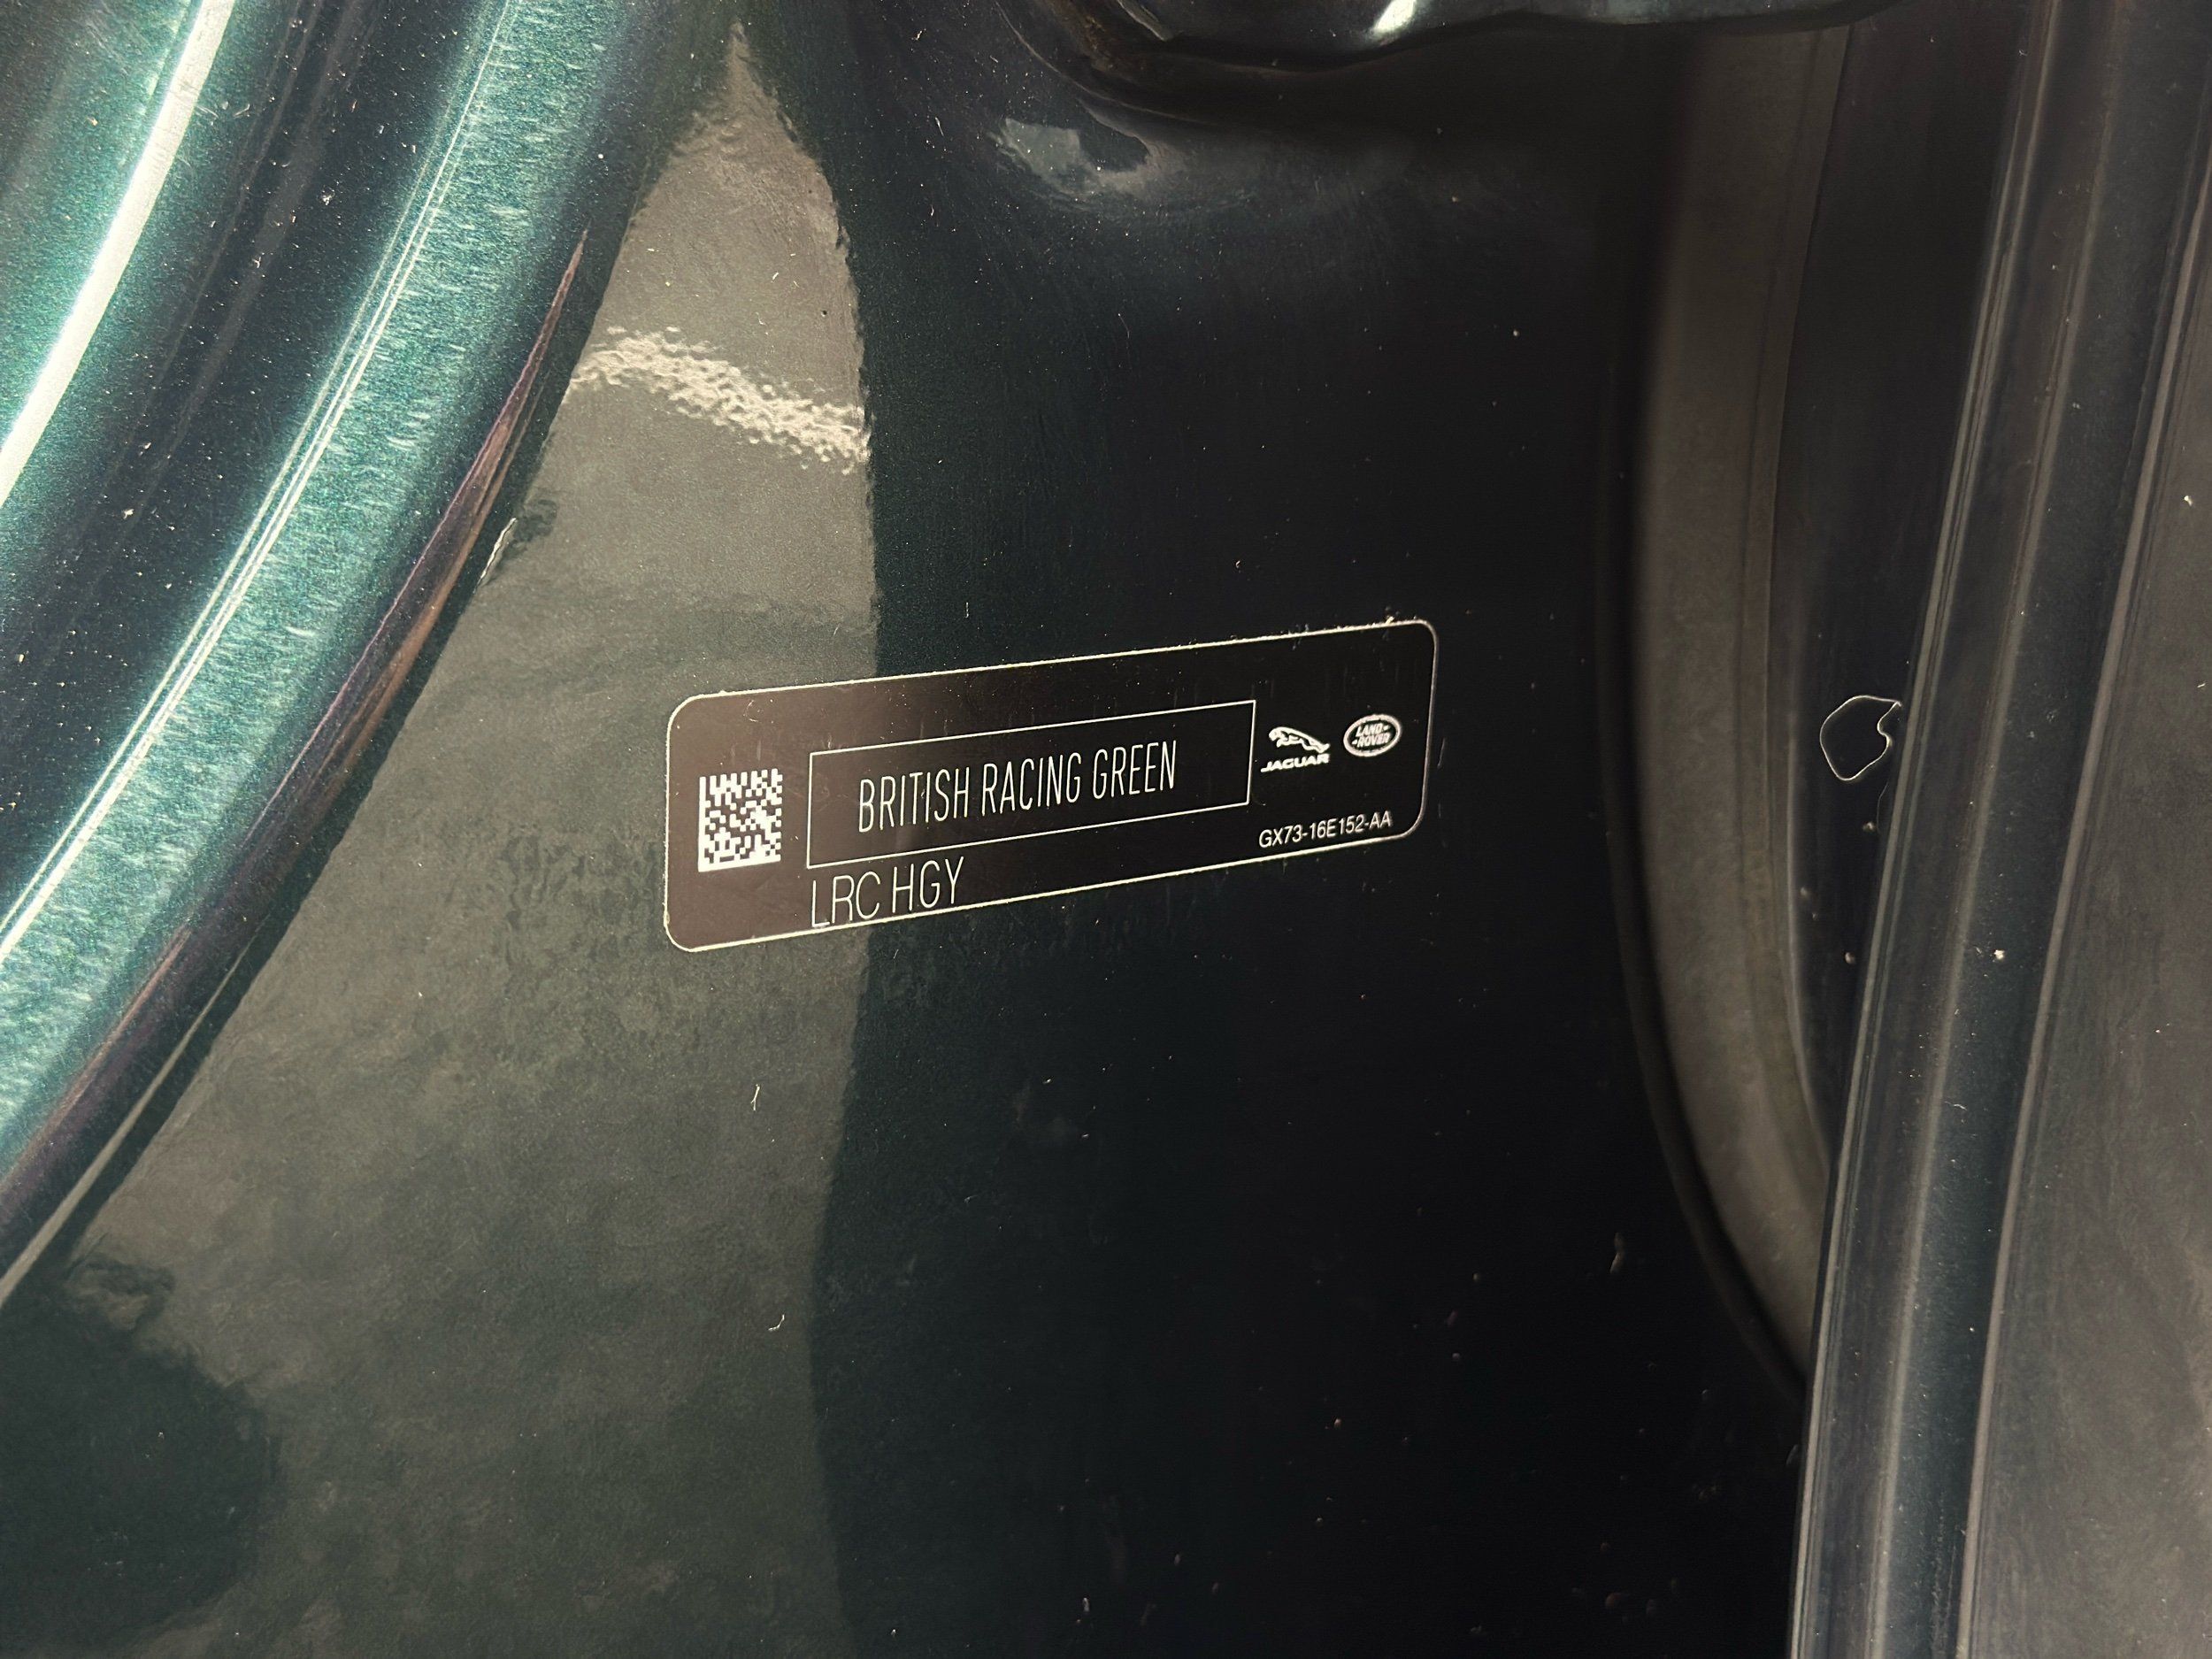 BRITISH RACING GREEN
JAGUAR
LAND-
-ROVER
GX73-16E152-AA
LRC HGY